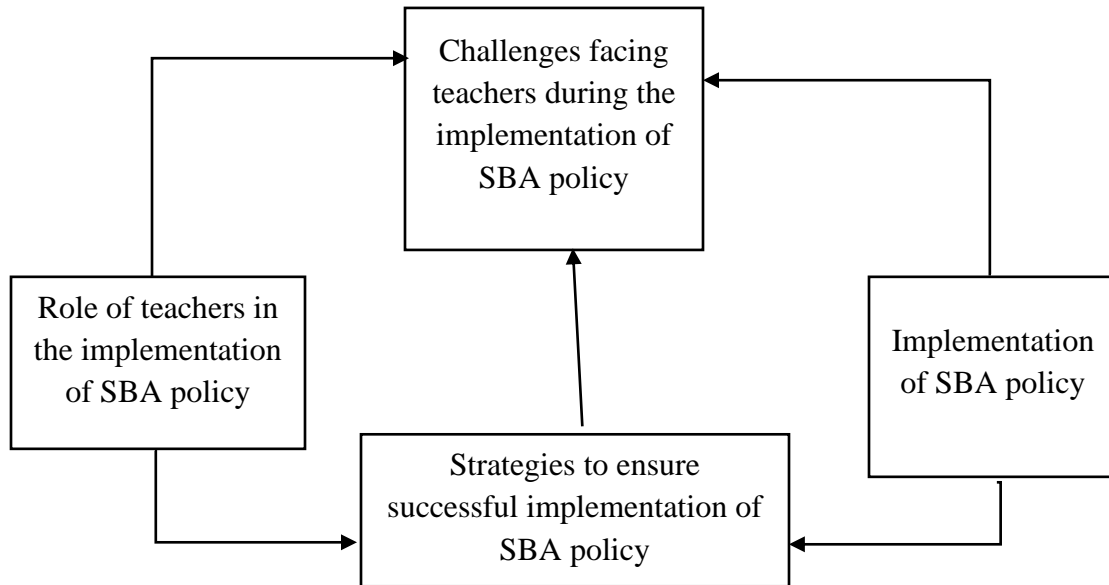 Challenges facing
teachers during the
implementation of
SBA policy
Role of teachers in
the implementation
of SBA policy
Implementation
of SBA policy
Strategies to ensure
successful implementation of
SBA policy